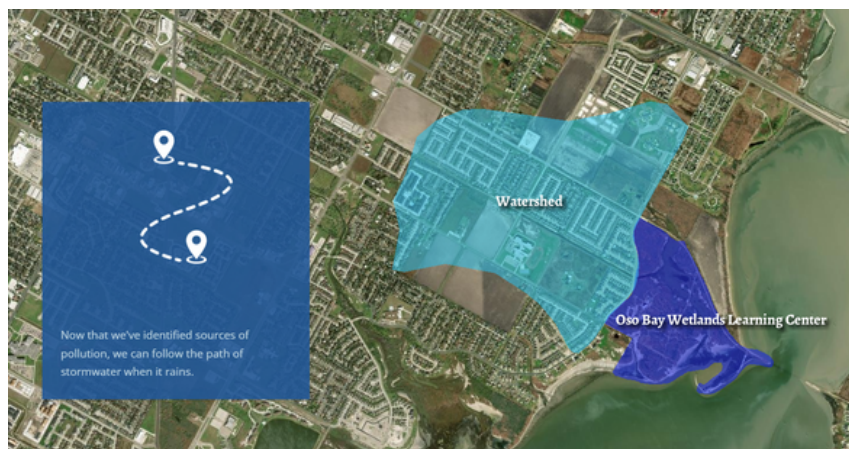 Watershed
Oso Bay Wetlands Learning Center
Now that we've identified sources of
pollution, we can follow the path of
stormwater when it rains.